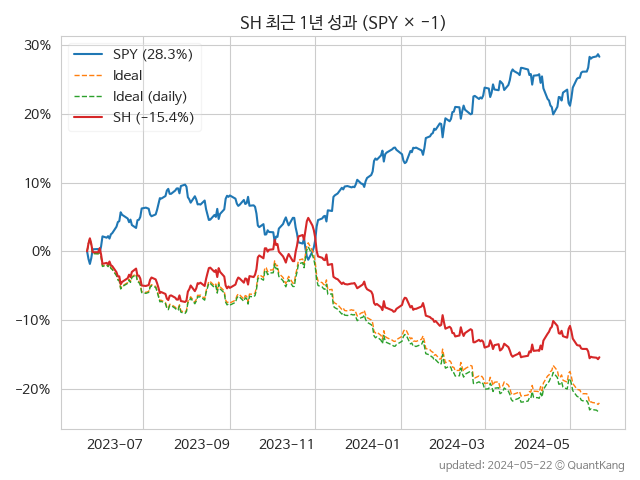 SH 최근 1년 성과 (SPY × −1)
30%
20%
10%
0%
−10%
−20%
SPY (28.3%)
Ideal
Ideal (daily)
SH (−15.4%)
2023-07
2023-09
2023-11
2024-01
2024-03
2024-05
updated: 2024-05-22 ⓒ QuantKang